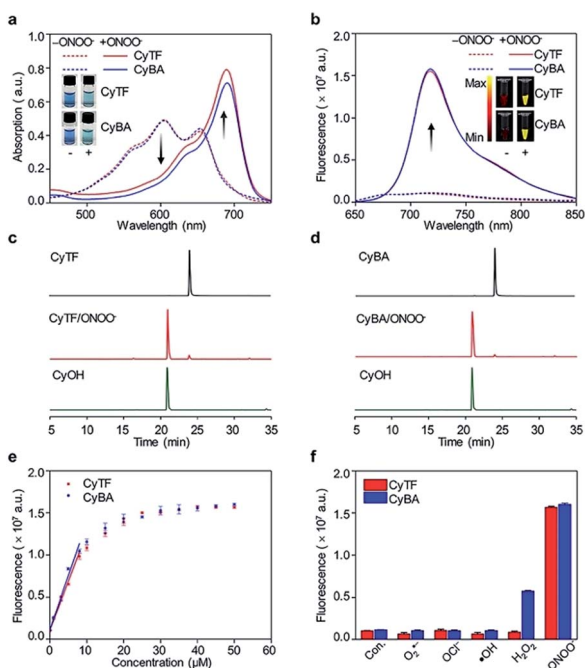 a
−ONOO⁻ +ONOO⁻
CyTF
CyBA
CyTF
CyBA
- +
Absorption ( a.u.)
0.0
0.2
0.4
0.6
0.8
1.0
500 600 700
Wavelength (nm)
b
−ONOO⁻ +ONOO⁻
CyTF
CyBA
Max
Min
CyTF
CyBA
- +
Fluorescence ( × 10⁷ a.u.)
0.0
0.5
1.0
1.5
2.0
650 700 750 800 850
Wavelength (nm)
c
CyTF
CyTF/ONOO⁻
CyOH
5 10 15 20 25 30 35
Time (min)
d
CyBA
CyBA/ONOO⁻
CyOH
5 10 15 20 25 30 35
Time (min)
e
CyTF
CyBA
Fluorescence ( × 10⁷ a.u.)
0.0
0.5
1.0
1.5
2.0
0 10 20 30 40 50 60
Concentration (µM)
f
CyTF
CyBA
Fluorescence ( × 10⁷ a.u.)
0.0
0.5
1.0
1.5
2.0
Con. O₂•⁻ OCl⁻ •OH H₂O₂ ONOO⁻